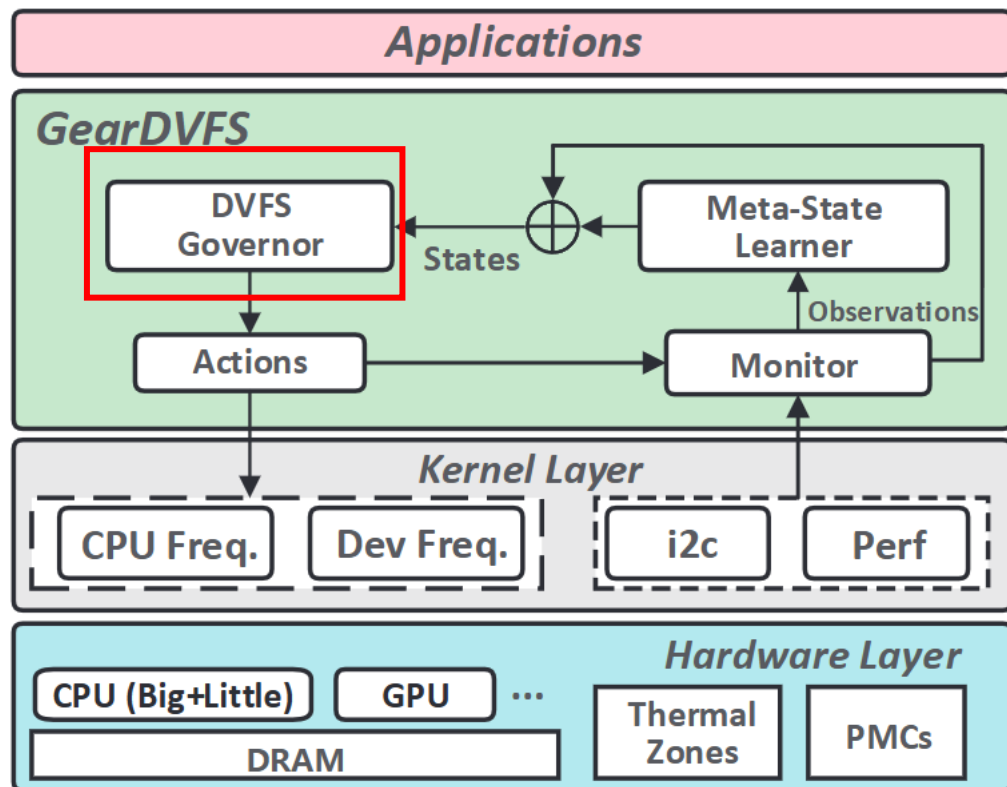 Applications
GearDVFS
DVFS
Governor
States
Meta-State
Learner
Observations
Actions
Monitor
Kernel Layer
CPU Freq.
Dev Freq.
i2c
Perf
Hardware Layer
CPU (Big+Little)
GPU
...
DRAM
Thermal
Zones
PMCs